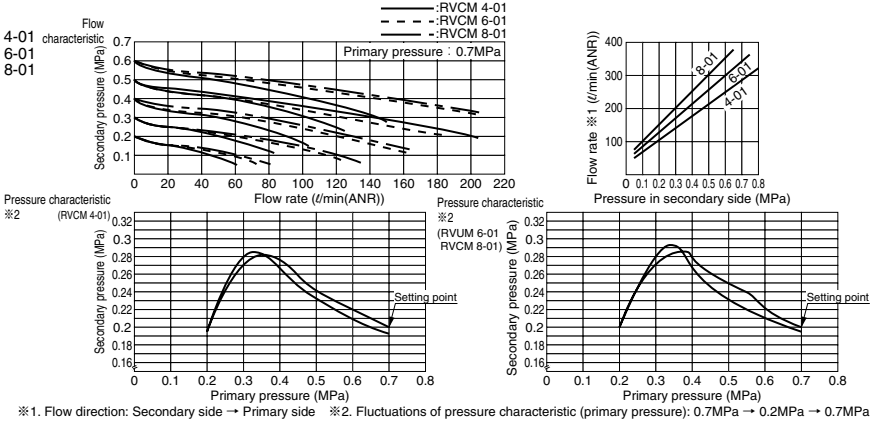 4-01
6-01
8-01
Flow
characteristic
:RVCM 4-01
:RVCM 6-01
:RVCM 8-01
Primary pressure : 0.7MPa
Secondary pressure (MPa)
0.7
0.6
0.5
0.4
0.3
0.2
0.1
0 20 40 60 80 100 120 140 160 180 200 220
Flow rate (ℓ/min(ANR))
Flow rate ※1 (ℓ/min(ANR))
400
300
200
100
8-01
6-01
4-01
0 0.1 0.2 0.3 0.4 0.5 0.6 0.7 0.8
Pressure in secondary side (MPa)
Pressure characteristic
※2 (RVCM 4-01)
Secondary pressure (MPa)
0.32
0.3
0.28
0.26
0.24
0.22
0.2
0.18
0.16
Setting point
0 0.1 0.2 0.3 0.4 0.5 0.6 0.7 0.8
Primary pressure (MPa)
Pressure characteristic
※2
(RVUM 6-01
RVCM 8-01)
Secondary pressure (MPa)
0.32
0.3
0.28
0.26
0.24
0.22
0.2
0.18
0.16
Setting point
0 0.1 0.2 0.3 0.4 0.5 0.6 0.7 0.8
Primary pressure (MPa)
※1. Flow direction: Secondary side → Primary side ※2. Fluctuations of pressure characteristic (primary pressure): 0.7MPa → 0.2MPa → 0.7MPa